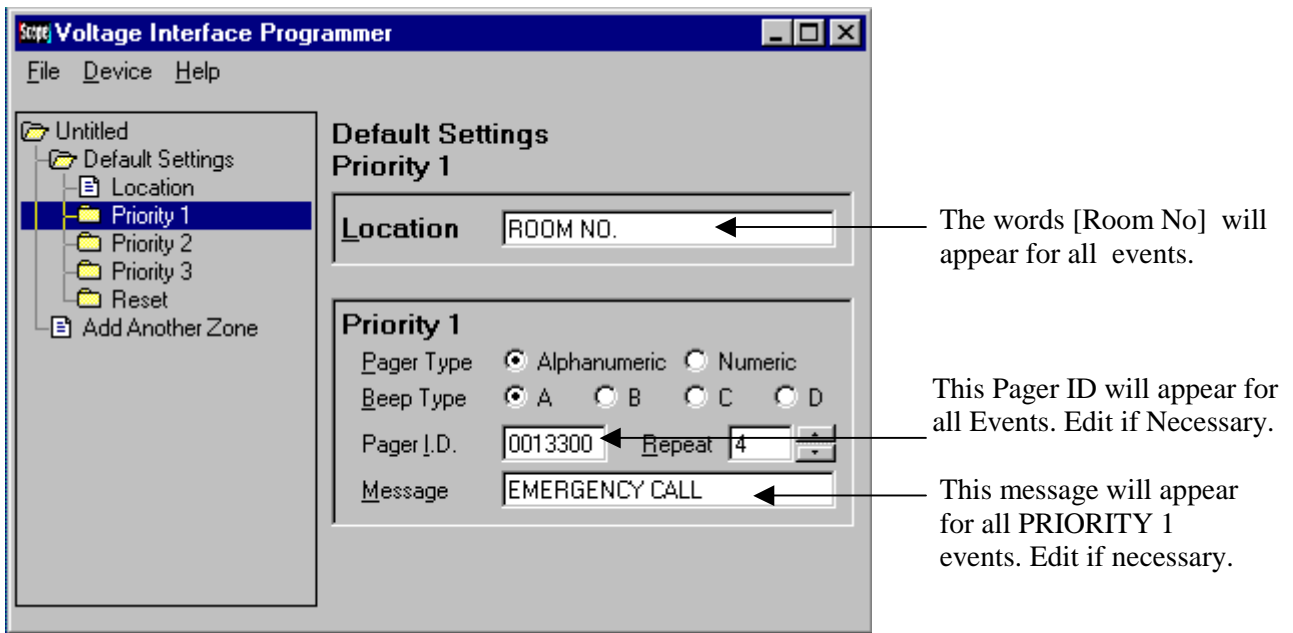 Scope Voltage Interface Programmer
File Device Help
Untitled
Default Settings
Location
Priority 1
Priority 2
Priority 3
Reset
Add Another Zone
Default Settings
Priority 1
Location ROOM NO.
Priority 1
Pager Type Alphanumeric Numeric
Beep Type A B C D
Pager I.D. 0013300 Repeat 4
Message EMERGENCY CALL
The words [Room No] will
appear for all events.
This Pager ID will appear for
all Events. Edit if Necessary.
This message will appear
for all PRIORITY 1
events. Edit if necessary.